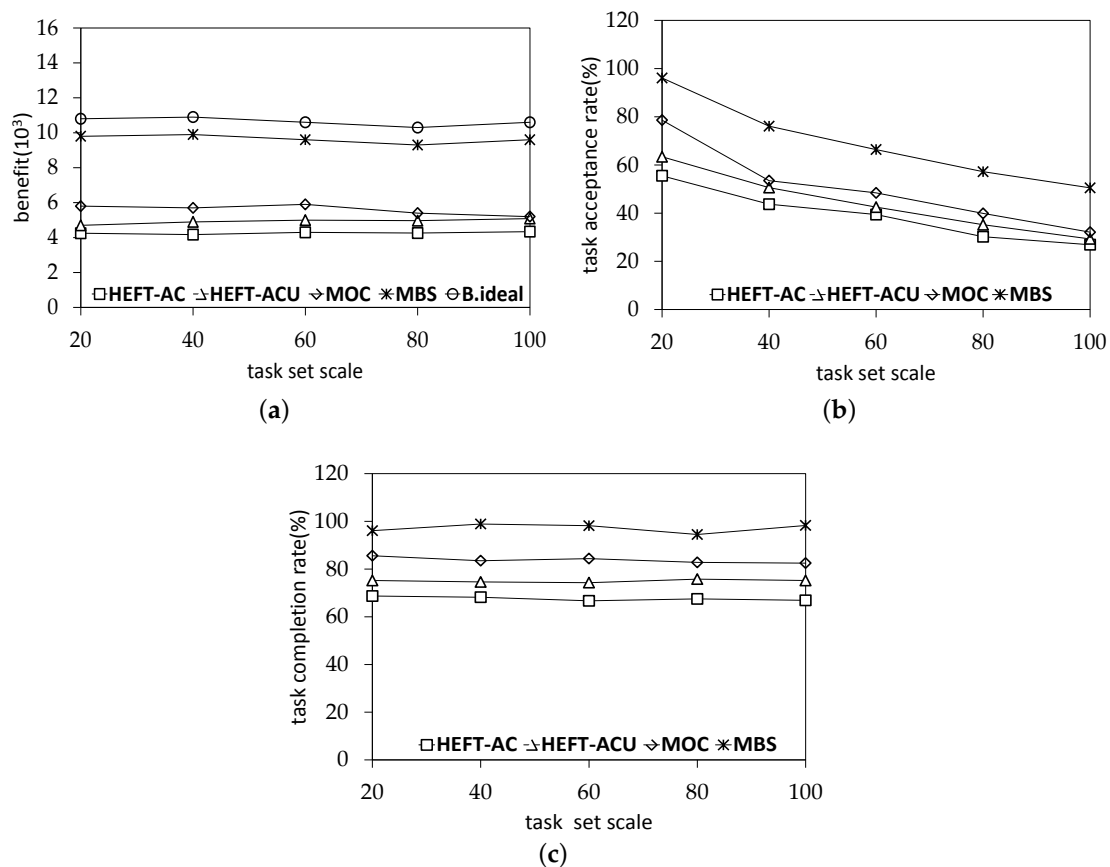 16
14
12
10
8
6
4
2
0
benefit(10³)
HEFT-AC HEFT-ACU MOC MBS B.ideal
20 40 60 80 100
task set scale
(a)
120
100
80
60
40
20
0
task acceptance rate(%)
HEFT-AC HEFT-ACU MOC MBS
20 40 60 80 100
task set scale
(b)
120
100
80
60
40
20
0
task completion rate(%)
HEFT-AC HEFT-ACU MOC MBS
20 40 60 80 100
task set scale
(c)